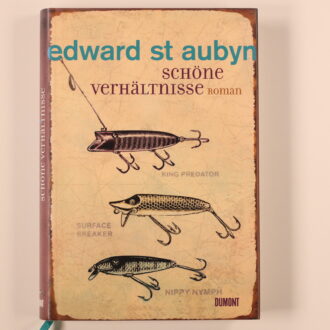 edward st aubyn
SCHÖNE
VERHÄLTNISSE ROMAN
KING PREDATOR
SURFACE
BREAKER
NIPPY NYMPH
DUMONT
SCHÖNE VERHÄLTNISSE